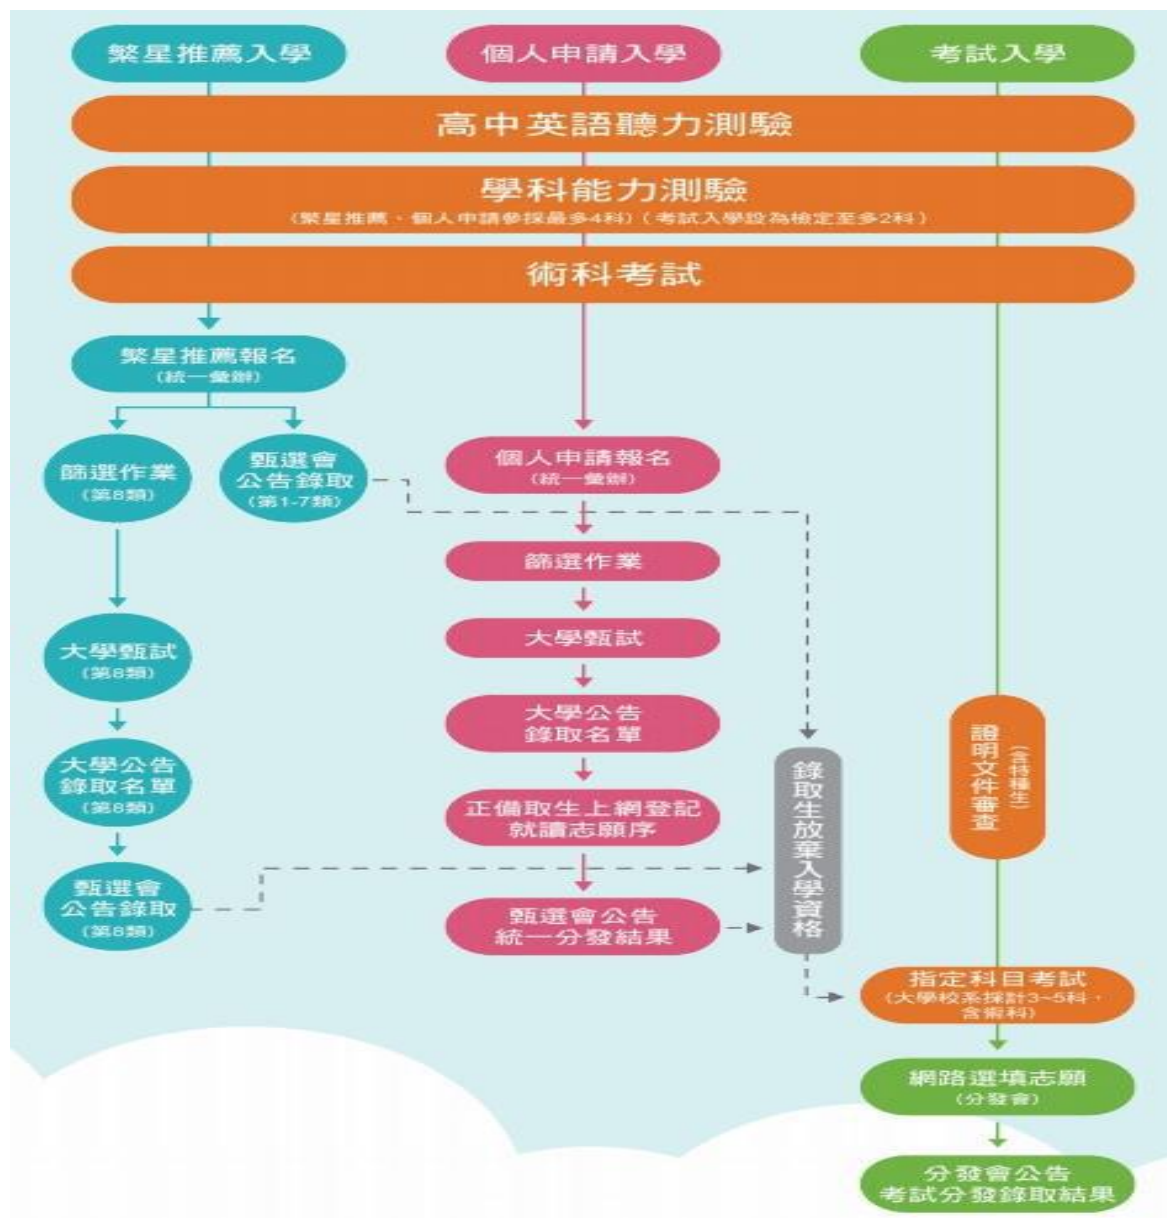 繁星推薦入學
個人申請入學
考試入學
高中英語聽力測驗
學科能力測驗
(繁星推薦、個人申請參採最多4科)(考試入學設為檢定至多2科)
術科考試
繁星推薦報名
(統一彙辦)
篩選作業
(第8類)
甄選會
公告錄取
(第1-7類)
大學甄試
(第8類)
大學公告
錄取名單
(第8類)
甄選會
公告錄取
(第8類)
個人申請報名
(統一彙辦)
篩選作業
大學甄試
大學公告
錄取名單
正備取生上網登記
就讀志願序
甄選會公告
統一分發結果
錄取生放棄入學資格
證明文件審查
(含特種生)
指定科目考試
(大學校系採計3~5科,
含術科)
網路選填志願
(分發會)
分發會公告
考試分發錄取結果